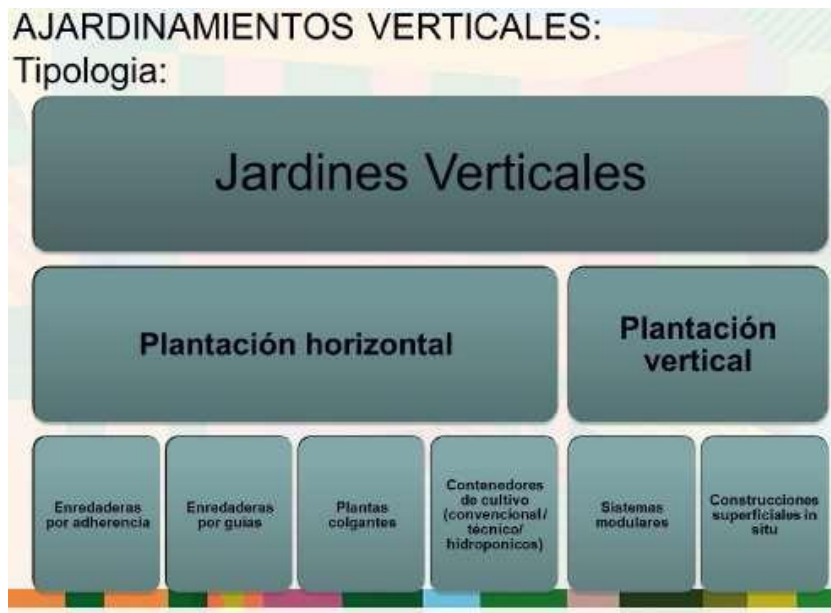 AJARDINAMIENTOS VERTICALES:
Tipologia:
Jardines Verticales
Plantación horizontal
Plantación
vertical
Enredaderas
por adherencia
Enredaderas
por guías
Plantas
colgantes
Contenedores
de cultivo
(convencional/
técnico/
hidroponicos)
Sistemas
modulares
Construcciones
superficiales in
situ